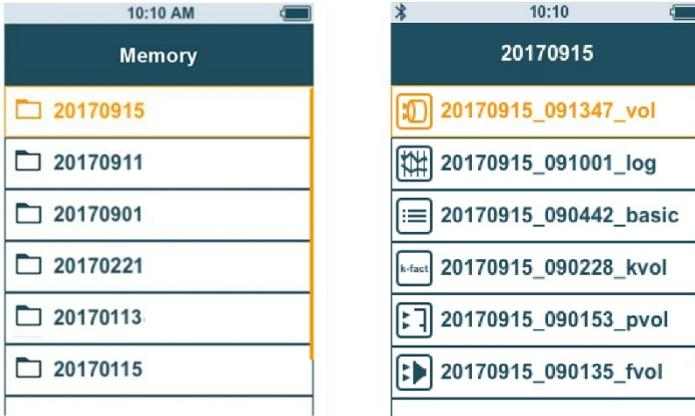 10:10 AM
Memory
20170915
20170911
20170901
20170221
20170113
20170115
10:10
20170915
20170915_091347_vol
20170915_091001_log
20170915_090442_basic
k-fact
20170915_090228_kvol
20170915_090153_pvol
20170915_090135_fvol